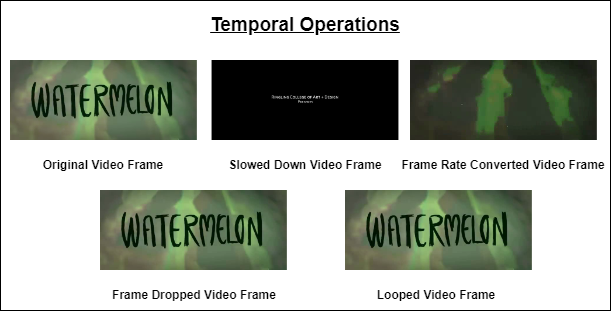 Temporal Operations
WATERMELON
RINGLING COLLEGE OF ART + DESIGN
PRESENTS
Original Video Frame
Slowed Down Video Frame
Frame Rate Converted Video Frame
WATERMELON
WATERMELON
Frame Dropped Video Frame
Looped Video Frame